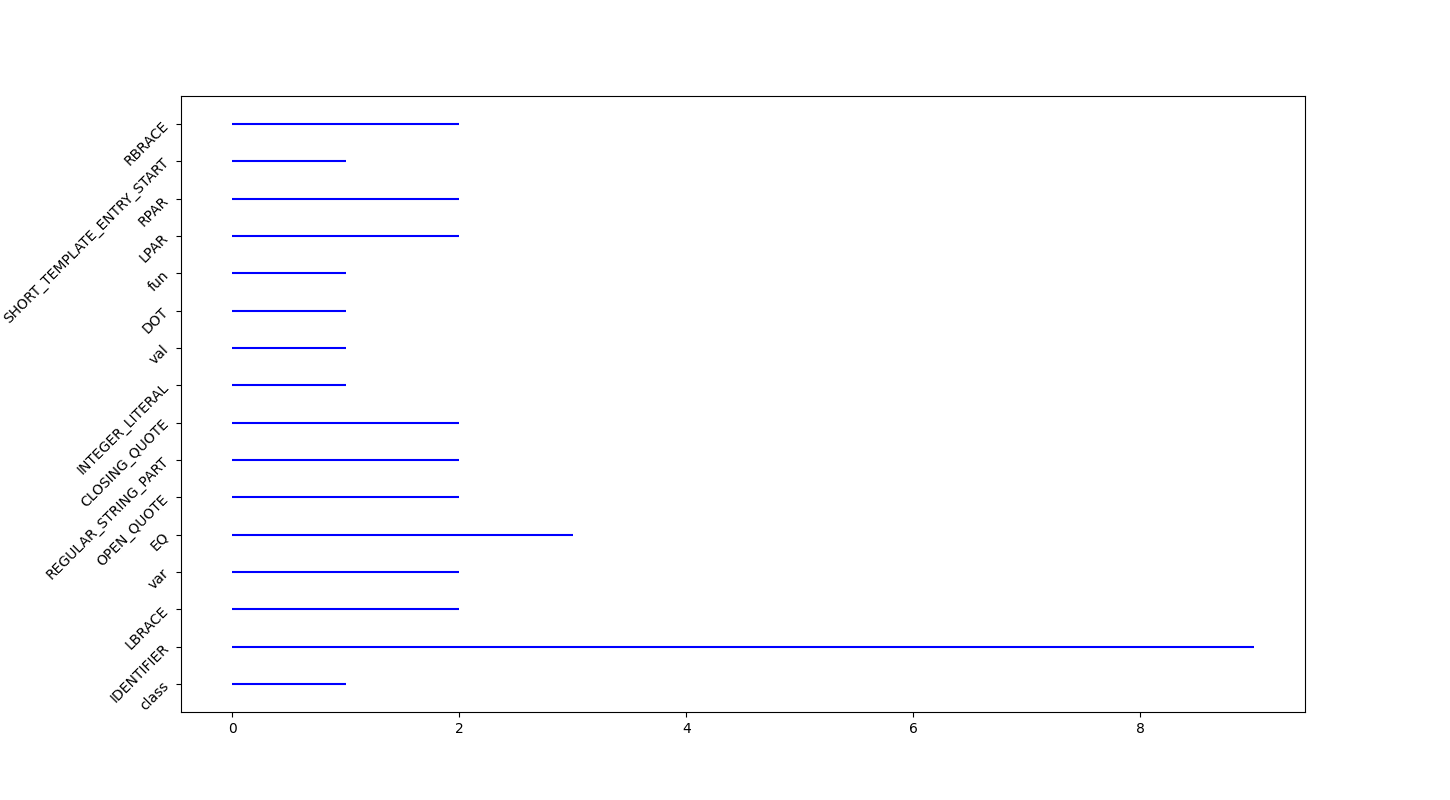 RBRACE
SHORT_TEMPLATE_ENTRY_START
RPAR
LPAR
fun
DOT
val
INTEGER_LITERAL
CLOSING_QUOTE
REGULAR_STRING_PART
OPEN_QUOTE
EQ
var
LBRACE
IDENTIFIER
class
0 2 4 6 8